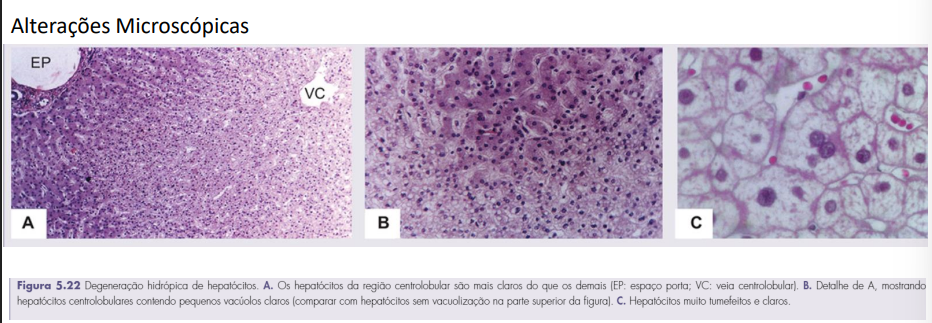 Alterações Microscópicas
EP
VC
A
B
C
Figura 5.22 Degeneração hidrópica de hepatócitos. A. Os hepatócitos da região centrolobular são mais claros do que os demais (EP: espaço porta; VC: veia centrolobular). B. Detalhe de A, mostrando
hepatócitos centrolobulares contendo pequenos vacúolos claros (comparar com hepatócitos sem vacuolização na parte superior da figura). C. Hepatócitos muito tumefeitos e claros.